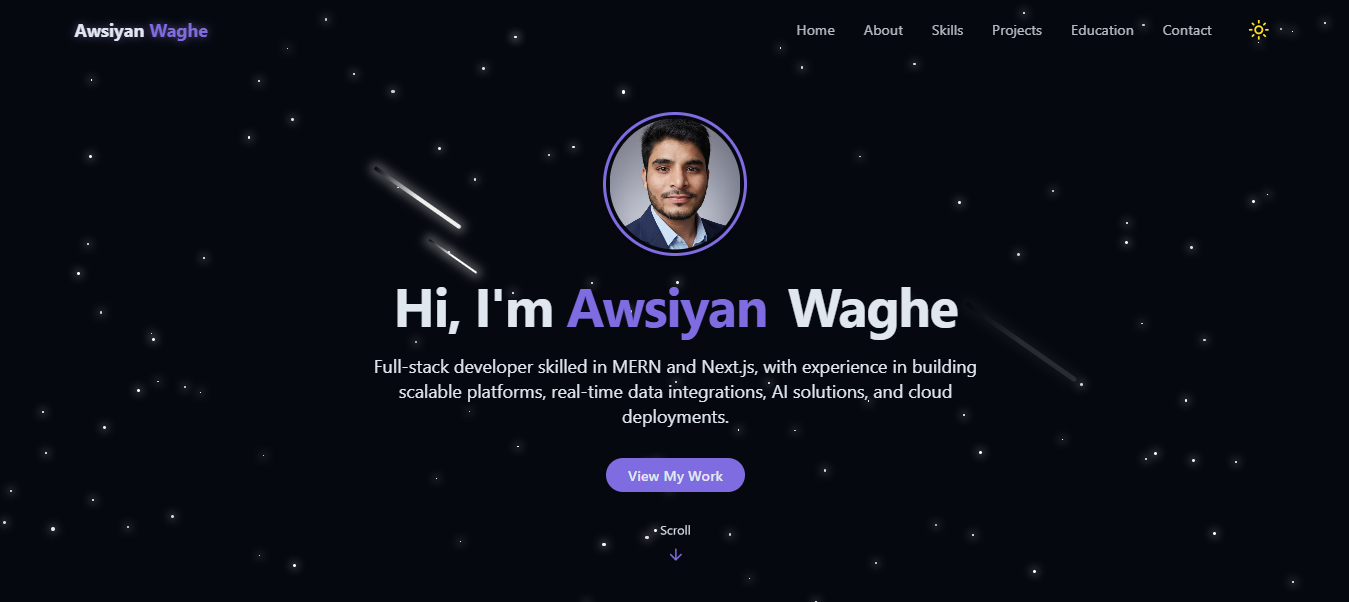 Awsiyan Waghe
Home About Skills Projects Education Contact
Hi, I'm Awsiyan Waghe
Full-stack developer skilled in MERN and Next.js, with experience in building
scalable platforms, real-time data integrations, AI solutions, and cloud
deployments.
View My Work
Scroll